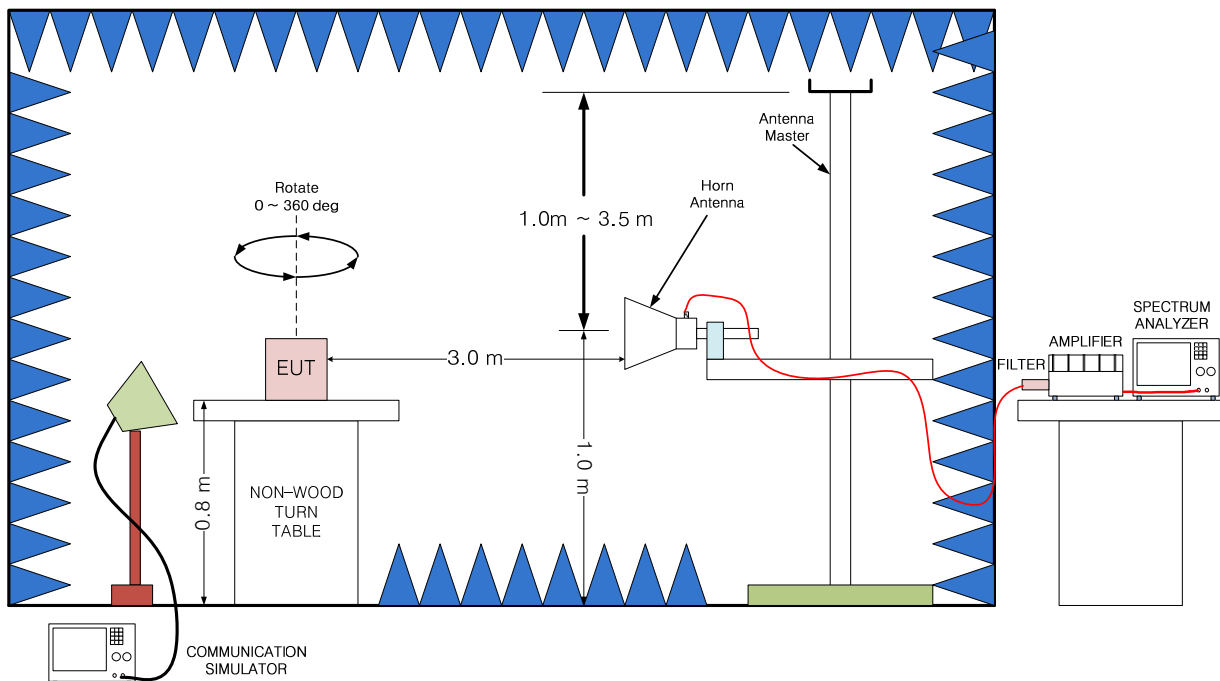 Antenna
Master
Rotate
0 ~ 360 deg
Horn
Antenna
1.0m ~ 3.5 m
SPECTRUM
ANALYZER
AMPLIFIER
FILTER
EUT
3.0 m
1.0 m
0.8 m
NON-WOOD
TURN
TABLE
COMMUNICATION
SIMULATOR